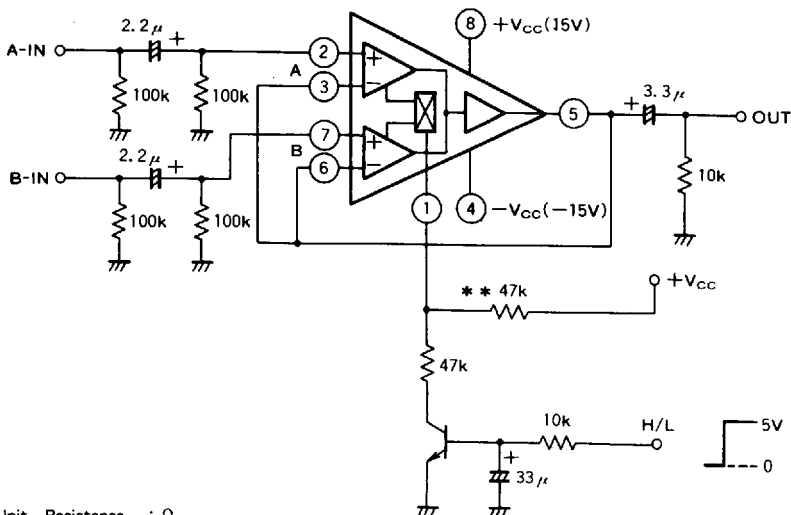 2.2μ +
8 +VCC(15V)
A-IN
2
100k
100k
A
3
+
−
3.3μ
+
5
OUT
2.2μ +
7
B
6
+
−
B-IN
10k
100k
100k
1
4 −VCC(−15V)
** 47k
+VCC
47k
10k
H/L
5V
0
+
33μ
Unit Resistance : Ω